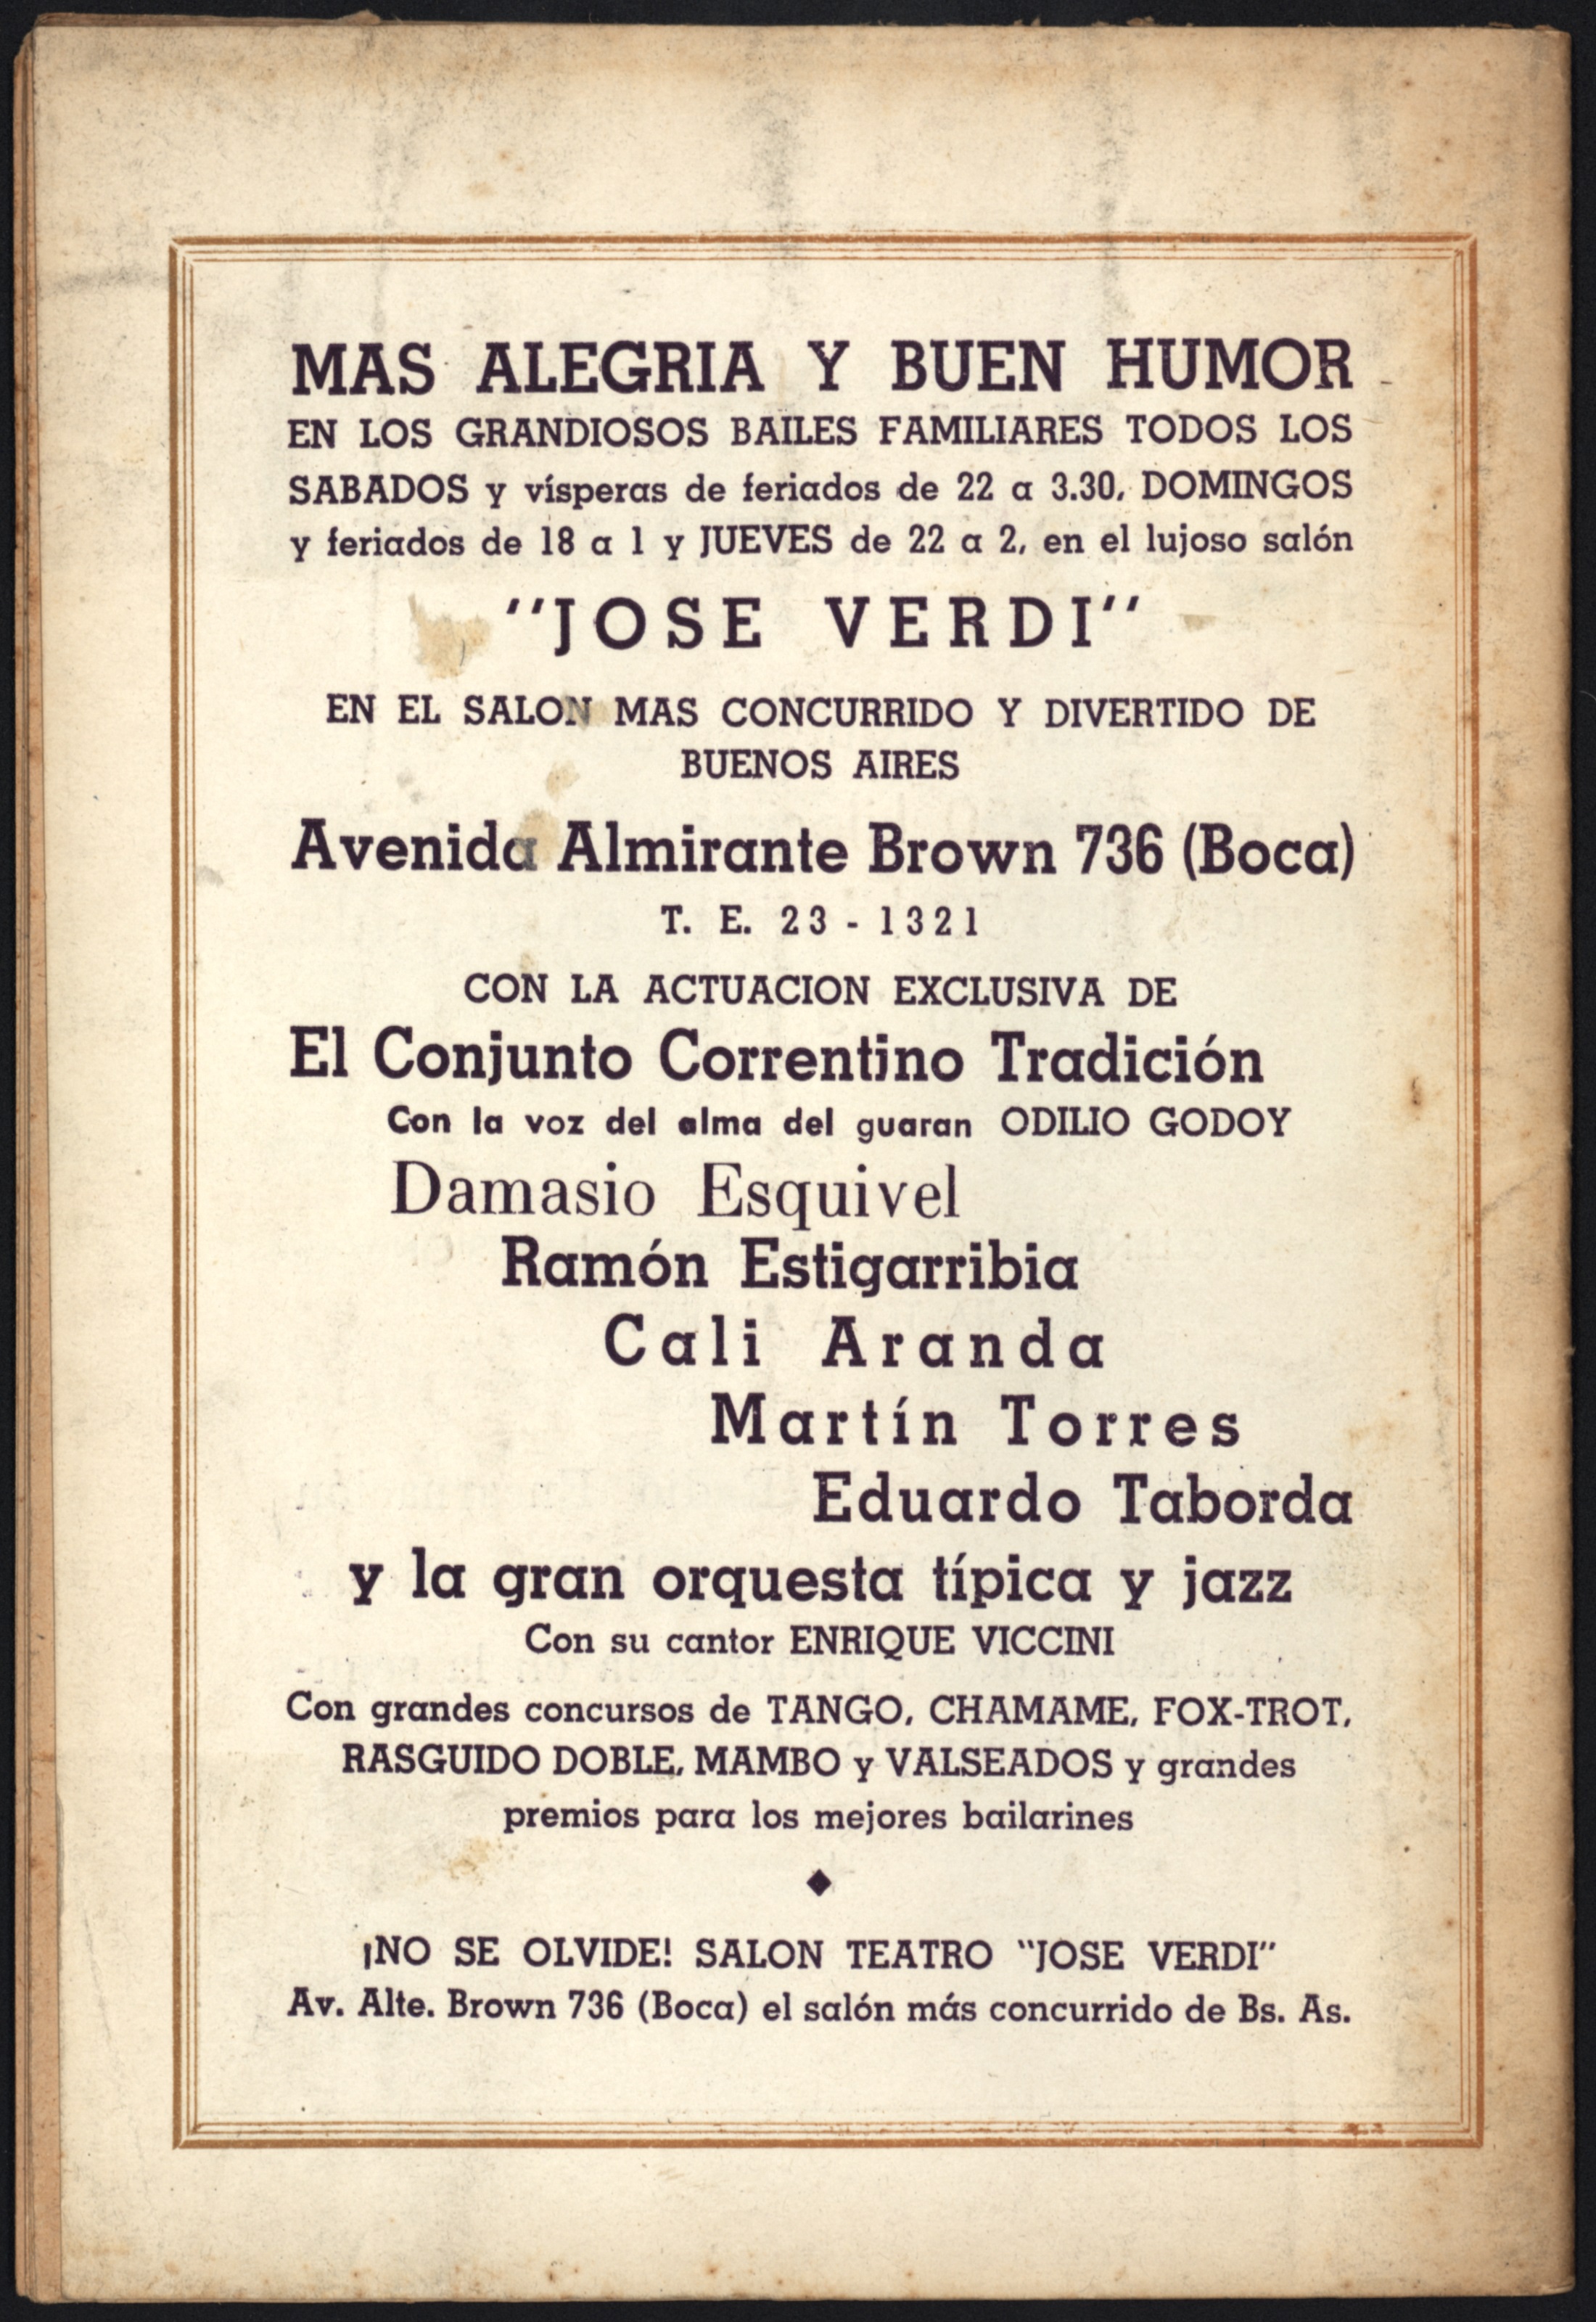 MAS ALEGRIA Y BUEN HUMOR
EN LOS GRANDIOSOS BAILES FAMILIARES TODOS LOS
SABADOS y vísperas de feriados de 22 a 3.30, DOMINGOS
y feriados de 18 a 1 y JUEVES de 22 a 2, en el lujoso salón
"JOSE VERDI"
EN EL SALON MAS CONCURRIDO Y DIVERTIDO DE
BUENOS AIRES
Avenida Almirante Brown 736 (Boca)
T. E. 23 - 1321
CON LA ACTUACION EXCLUSIVA DE
El Conjunto Correntino Tradición
Con la voz del alma del guaran ODILIO GODOY
Damasio Esquivel
Ramón Estigarribia
Cali Aranda
Martín Torres
Eduardo Taborda
y la gran orquesta típica y jazz
Con su cantor ENRIQUE VICCINI
Con grandes concursos de TANGO, CHAMAME, FOX-TROT,
RASGUIDO DOBLE, MAMBO y VALSEADOS y grandes
premios para los mejores bailarines
¡NO SE OLVIDE! SALON TEATRO "JOSE VERDI"
Av. Alte. Brown 736 (Boca) el salón más concurrido de Bs. As.